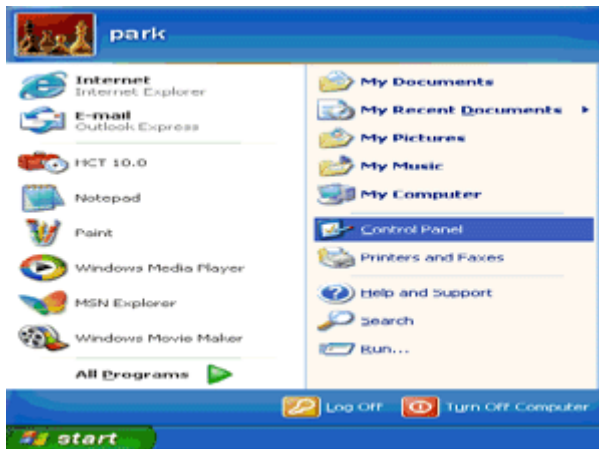 park
Internet
Internet Explorer
E-mail
Outlook Express
HCT 10.0
Notepad
Paint
Windows Media Player
MSN Explorer
Windows Movie Maker
All Programs
My Documents
My Recent Documents
My Pictures
My Music
My Computer
Control Panel
Printers and Faxes
Help and Support
Search
Run...
Log Off
Turn Off Computer
start